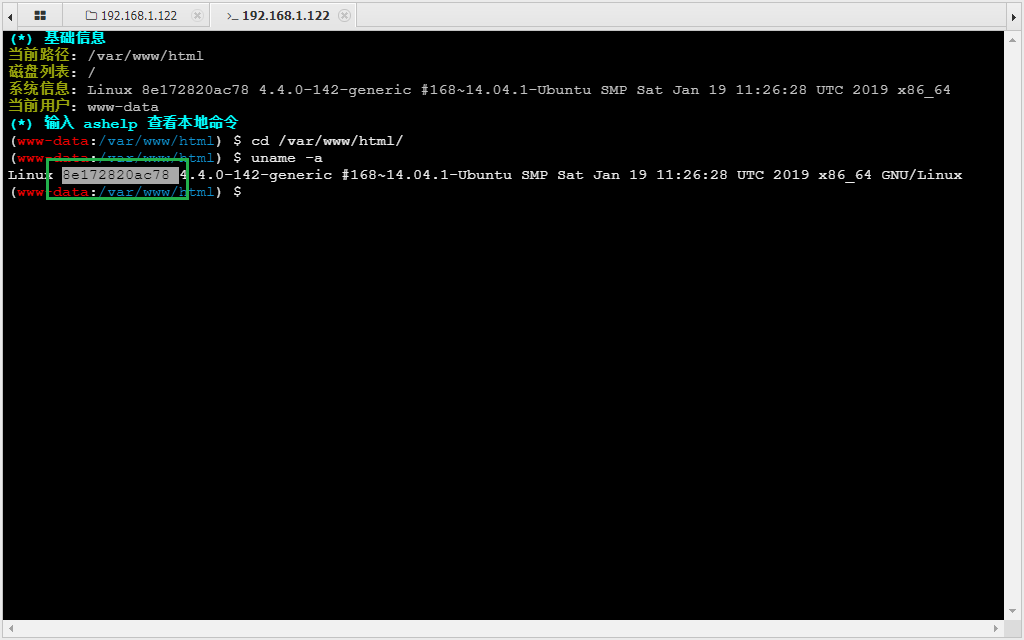 192.168.1.122 >_ 192.168.1.122
(*) 基础信息
当前路径: /var/www/html
磁盘列表: /
系统信息: Linux 8e172820ac78 4.4.0-142-generic #168~14.04.1-Ubuntu SMP Sat Jan 19 11:26:28 UTC 2019 x86_64
当前用户: www-data
(*) 输入 ashelp 查看本地命令
(www-data:/var/www/html) $ cd /var/www/html/
(www-data:/var/www/html) $ uname -a
Linux 8e172820ac78 4.4.0-142-generic #168~14.04.1-Ubuntu SMP Sat Jan 19 11:26:28 UTC 2019 x86_64 GNU/Linux
(www-data:/var/www/html) $